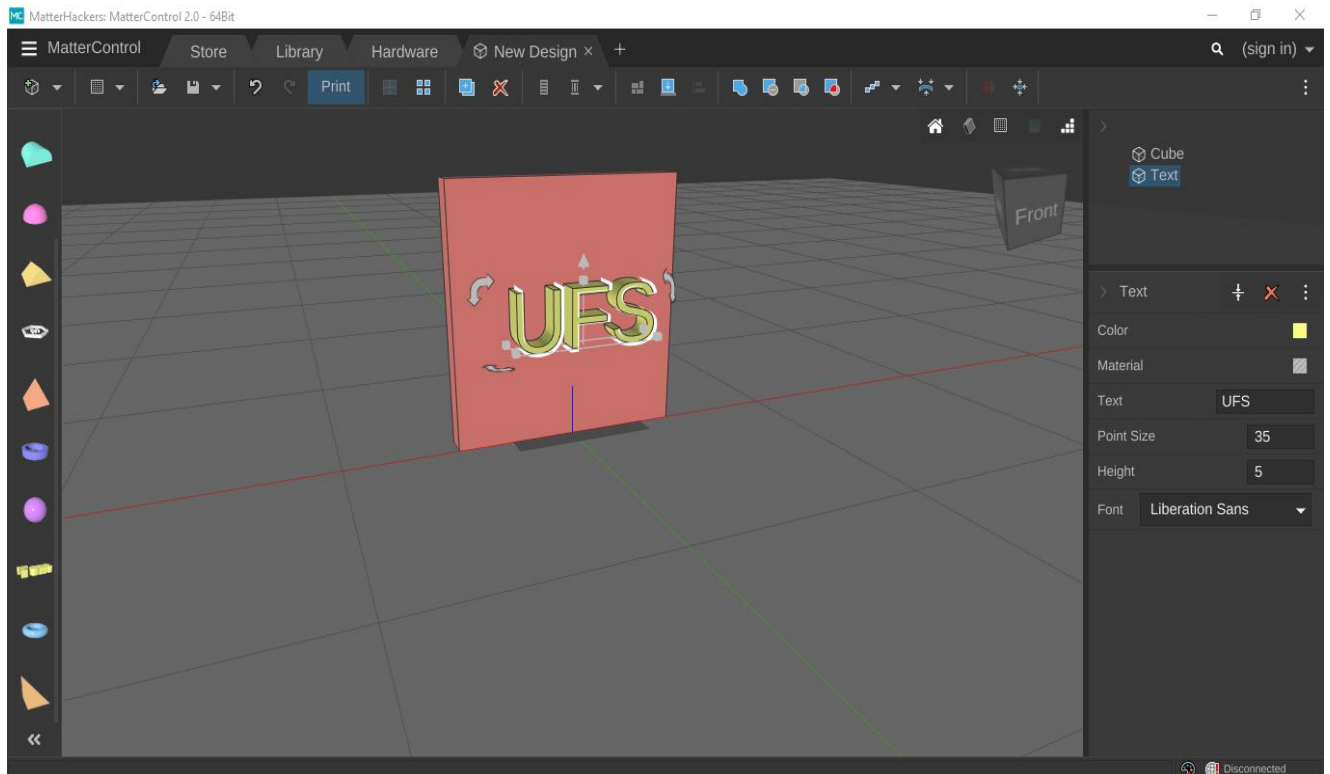 MC MatterHackers: MatterControl 2.0 - 64Bit
MatterControl Store Library Hardware New Design × + (sign in)
Print
Cube
Text
Front
UFS
Text
Color
Material
Text UFS
Point Size 35
Height 5
Font Liberation Sans
Disconnected